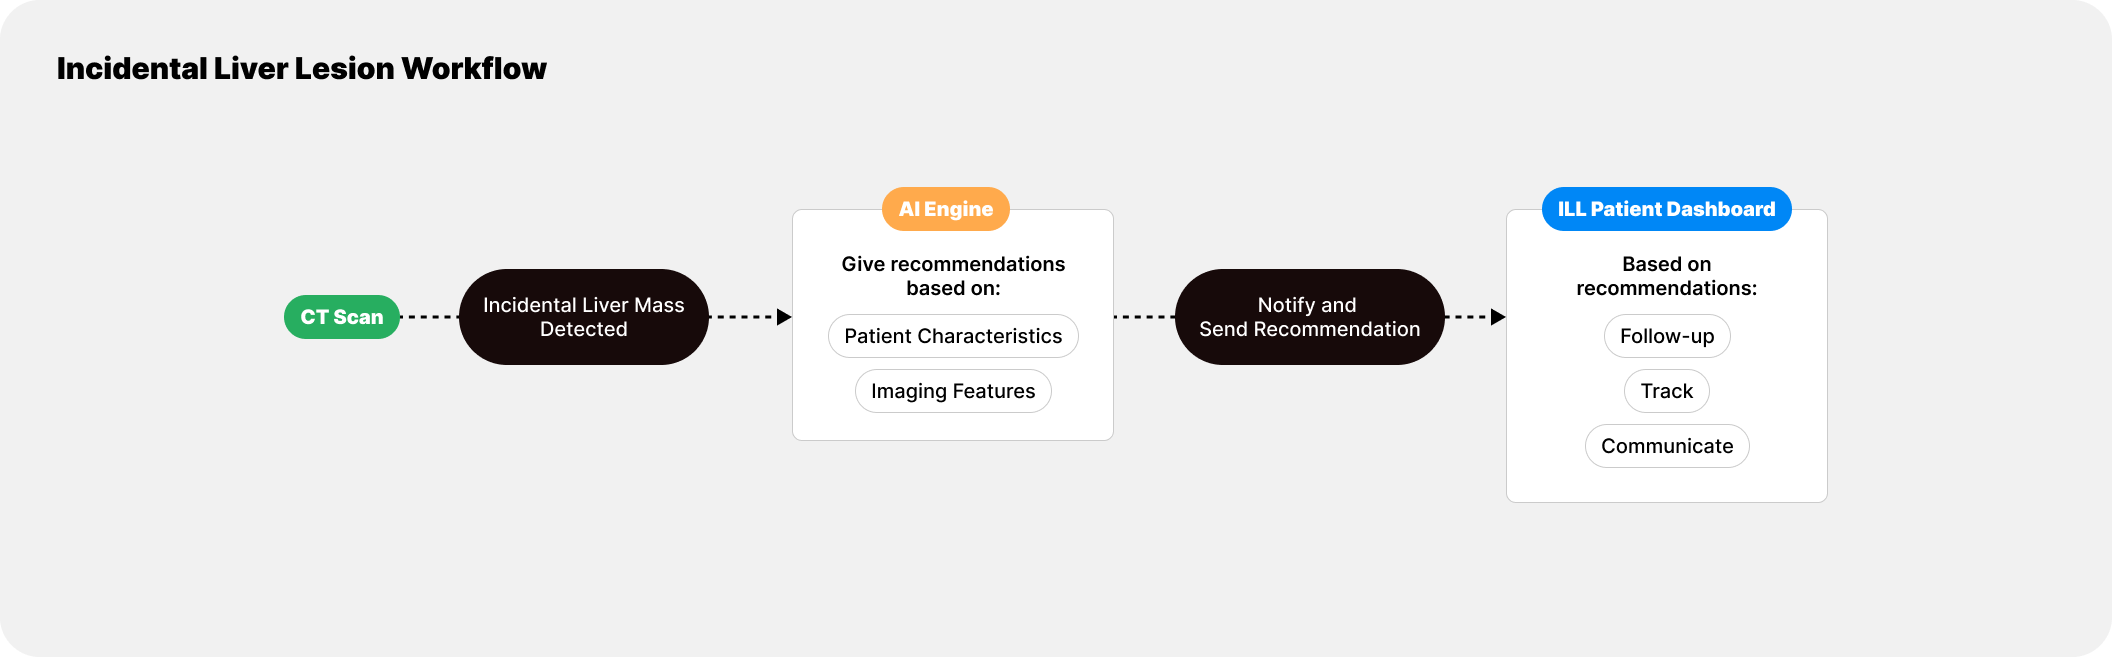 Incidental Liver Lesion Workflow
CT Scan
Incidental Liver Mass
Detected
AI Engine
Give recommendations
based on:
Patient Characteristics
Imaging Features
Notify and
Send Recommendation
ILL Patient Dashboard
Based on
recommendations:
Follow-up
Track
Communicate